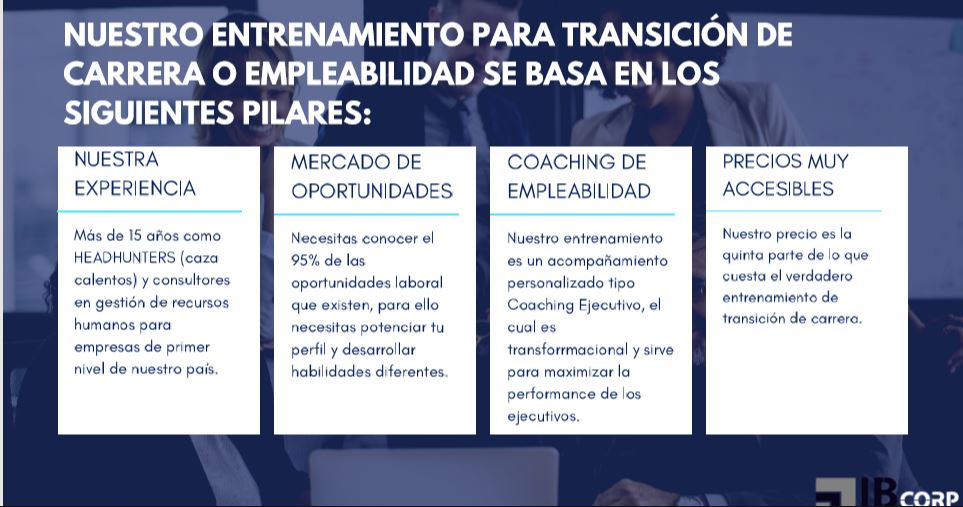 NUESTRO ENTRENAMIENTO PARA TRANSICIÓN DE
CARRERA O EMPLEABILIDAD SE BASA EN LOS
SIGUIENTES PILARES:
NUESTRA
EXPERIENCIA
Más de 15 años como
HEADHUNTERS (caza
calentos) y consultores
en gestión de recursos
humanos para
empresas de primer
nivel de nuestro país.
MERCADO DE
OPORTUNIDADES
Necesitas conocer el
95% de las
oportunidades laboral
que existen, para ello
necesitas potenciar tu
perfil y desarrollar
habilidades diferentes.
COACHING DE
EMPLEABILIDAD
Nuestro entrenamiento
es un acompañamiento
personalizado tipo
Coaching Ejecutivo, el
cual es
transforrmacional y sirve
para maximizar la
performance de los
ejecutivos.
PRECIOS MUY
ACCESIBLES
Nuestro precio es la
quinta parte de lo que
cuesta el verdadero
entrenamiento de
transición de carrera.
IBCORP